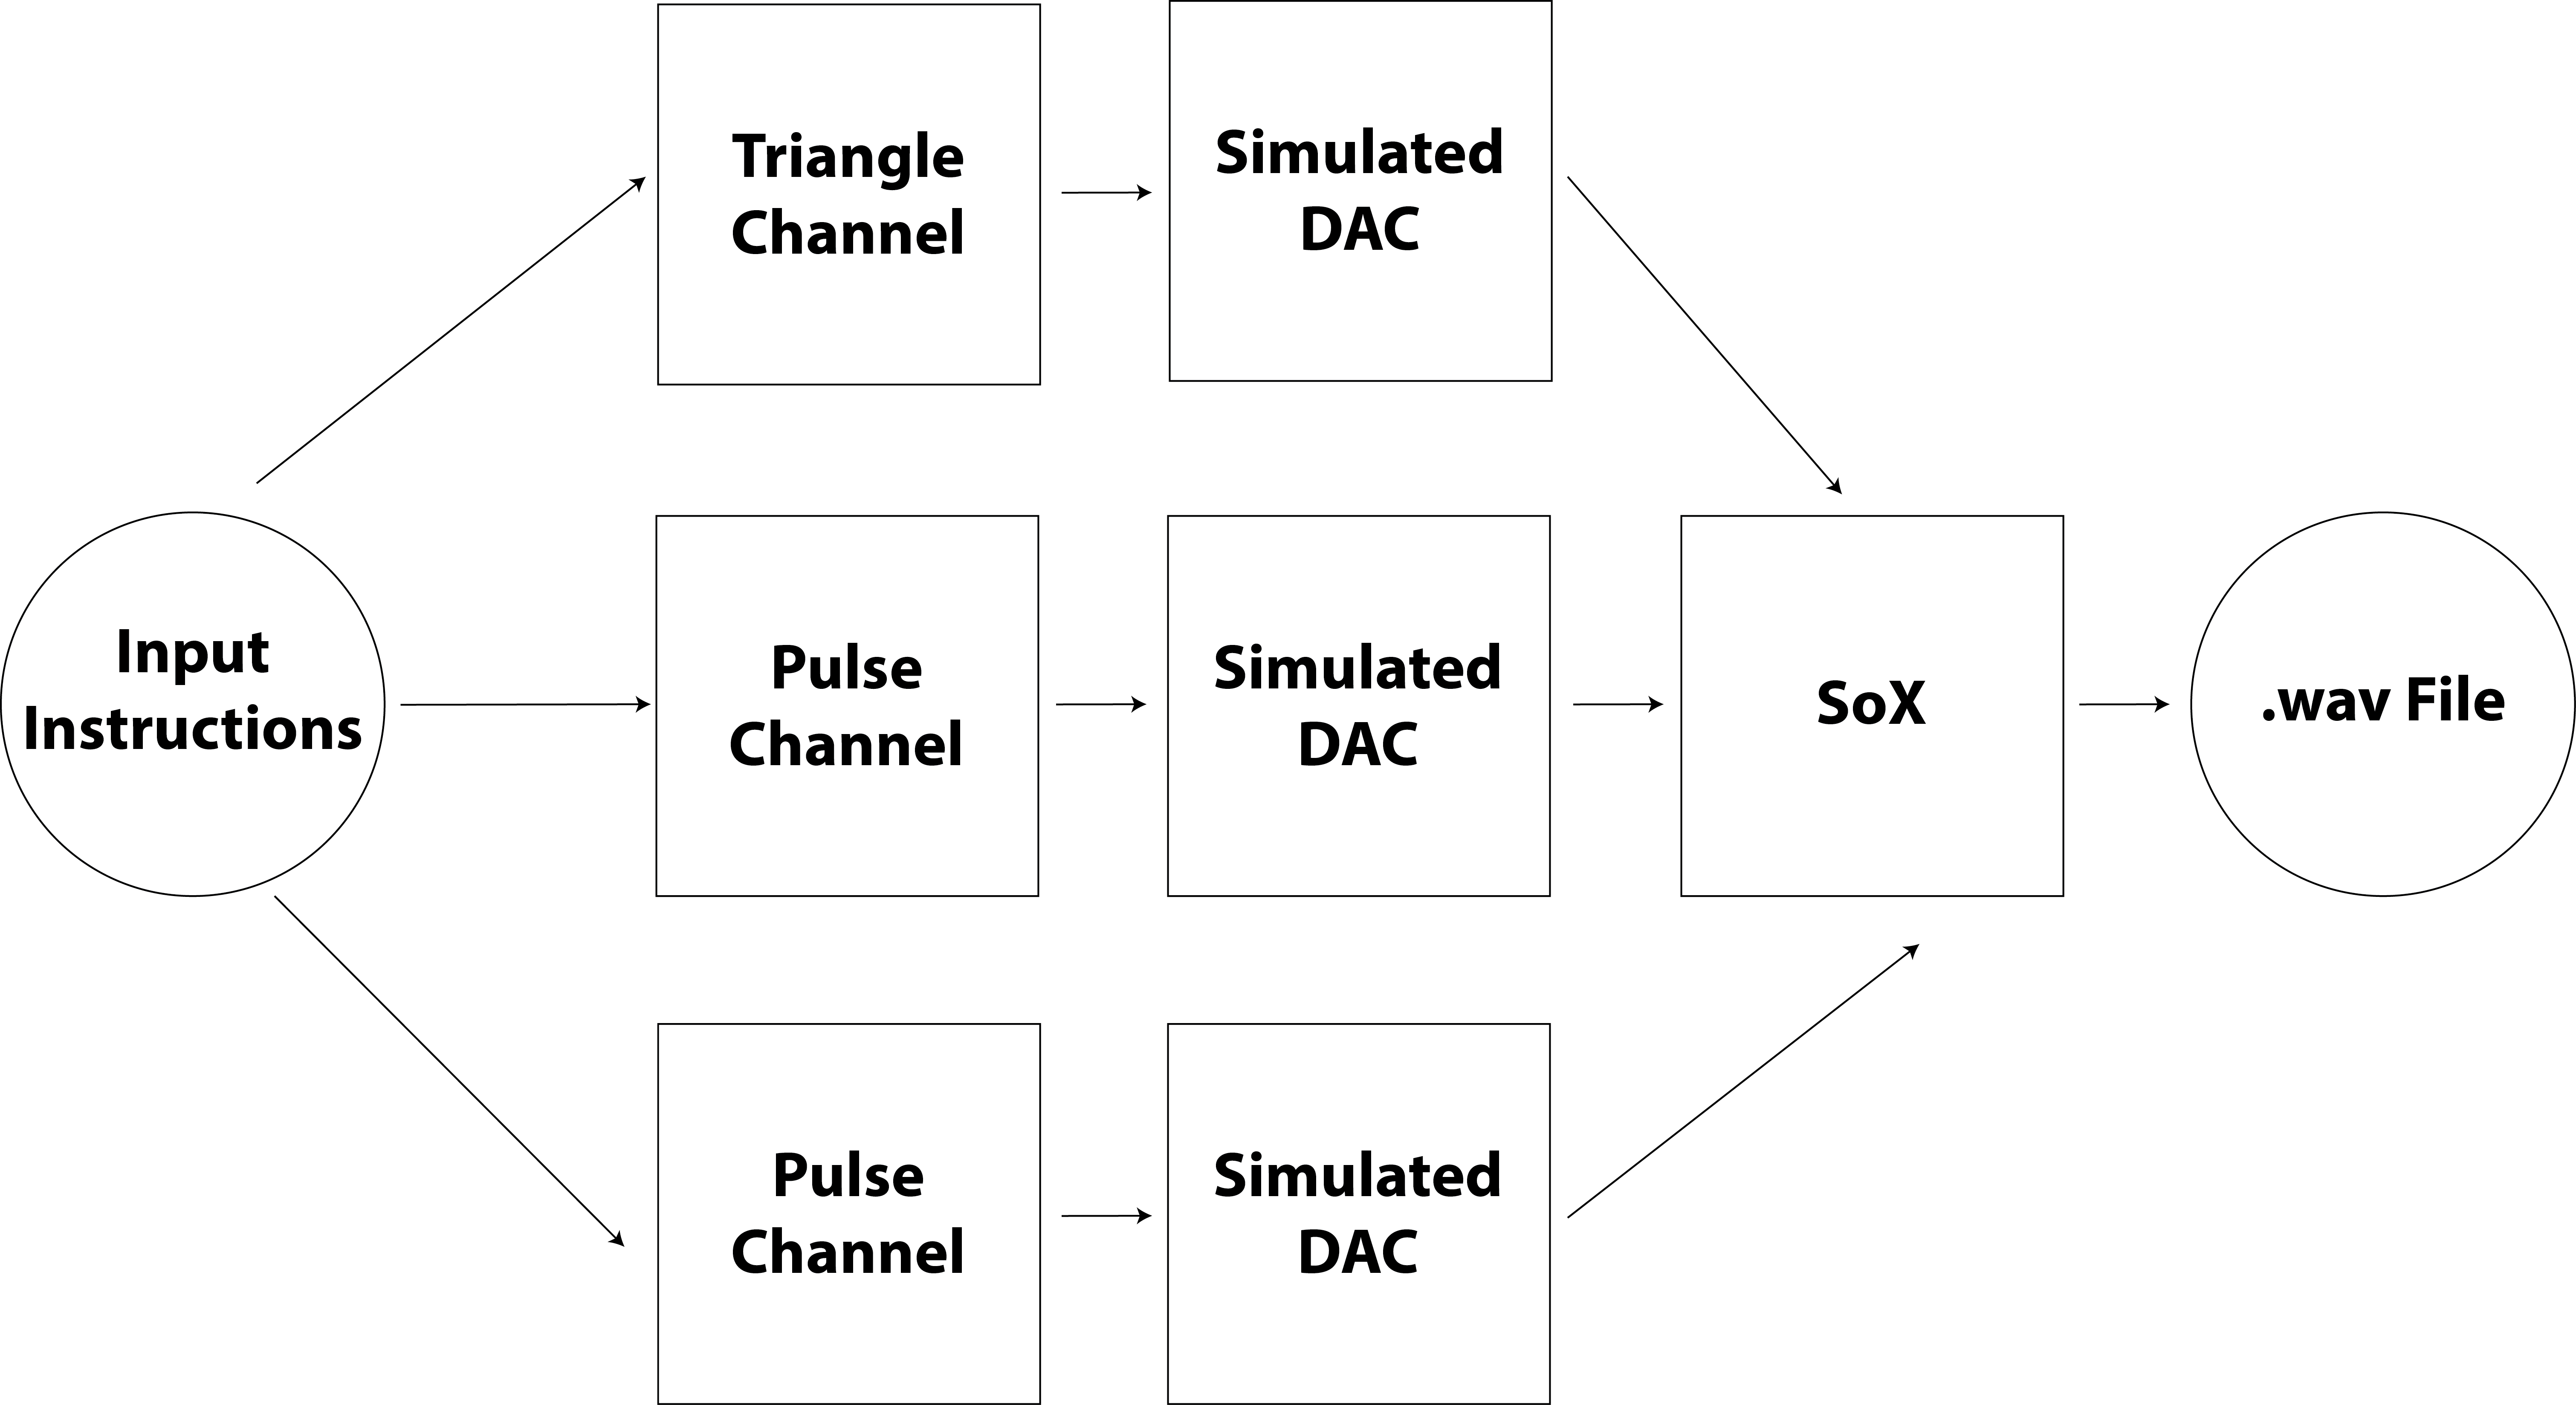 Triangle
Channel
Simulated
DAC
Input
Instructions
Pulse
Channel
Simulated
DAC
SoX
.wav File
Pulse
Channel
Simulated
DAC